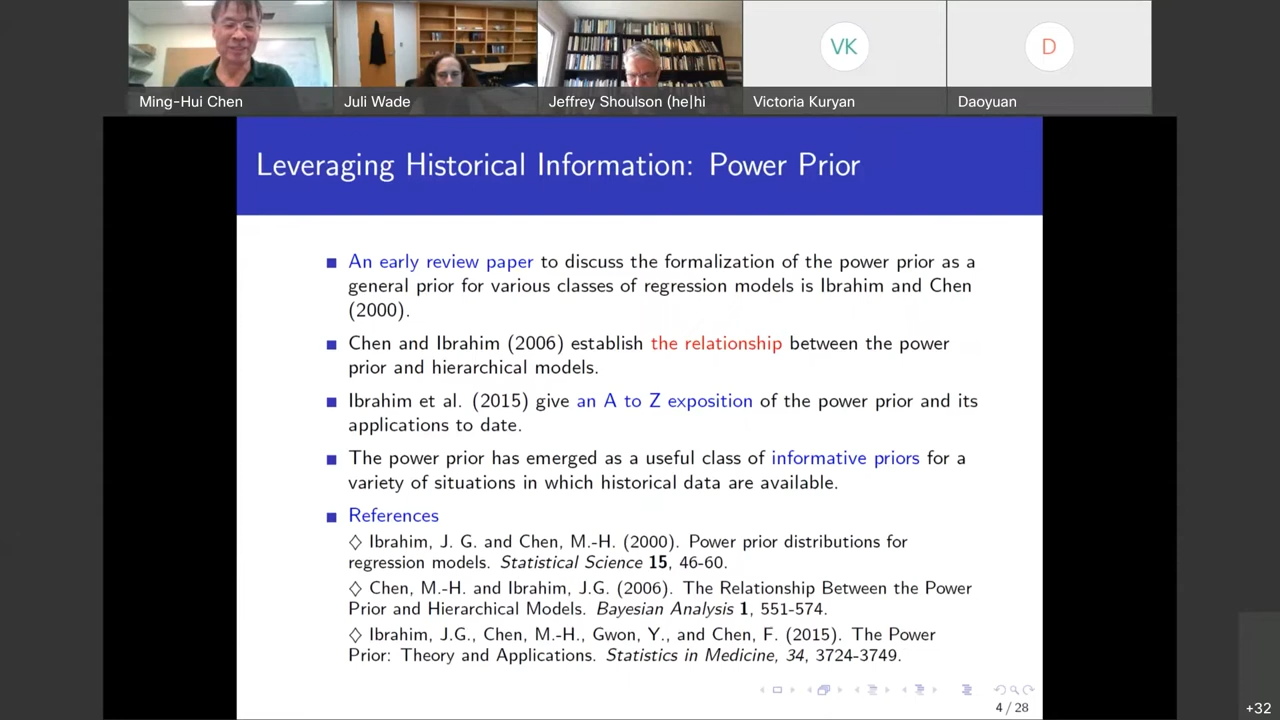 VK
D
Ming-Hui Chen
Juli Wade
Jeffrey Shoulson (he|hi
Victoria Kuryan
Daoyuan
Leveraging Historical Information: Power Prior
An early review paper to discuss the formalization of the power prior as a
general prior for various classes of regression models is Ibrahim and Chen
(2000).
Chen and Ibrahim (2006) establish the relationship between the power
prior and hierarchical models.
Ibrahim et al. (2015) give an A to Z exposition of the power prior and its
applications to date.
The power prior has emerged as a useful class of informative priors for a
variety of situations in which historical data are available.
References
◇ Ibrahim, J. G. and Chen, M.-H. (2000). Power prior distributions for
regression models. Statistical Science 15, 46-60.
◇ Chen, M.-H. and Ibrahim, J.G. (2006). The Relationship Between the Power
Prior and Hierarchical Models. Bayesian Analysis 1, 551-574.
◇ Ibrahim, J.G., Chen, M.-H., Gwon, Y., and Chen, F. (2015). The Power
Prior: Theory and Applications. Statistics in Medicine, 34, 3724-3749.
4 / 28
+32